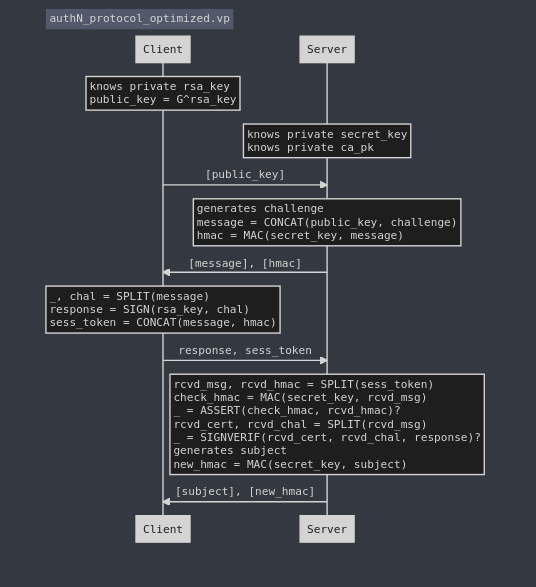 authN_protocol_optimized.vp
Client
Server
knows private rsa_key
public_key = G^rsa_key
knows private secret_key
knows private ca_pk
[public_key]
generates challenge
message = CONCAT(public_key, challenge)
hmac = MAC(secret_key, message)
[message], [hmac]
_, chal = SPLIT(message)
response = SIGN(rsa_key, chal)
sess_token = CONCAT(message, hmac)
response, sess_token
rcvd_msg, rcvd_hmac = SPLIT(sess_token)
check_hmac = MAC(secret_key, rcvd_msg)
_ = ASSERT(check_hmac, rcvd_hmac)?
rcvd_cert, rcvd_chal = SPLIT(rcvd_msg)
_ = SIGNVERIF(rcvd_cert, rcvd_chal, response)?
generates subject
new_hmac = MAC(secret_key, subject)
[subject], [new_hmac]
Client
Server